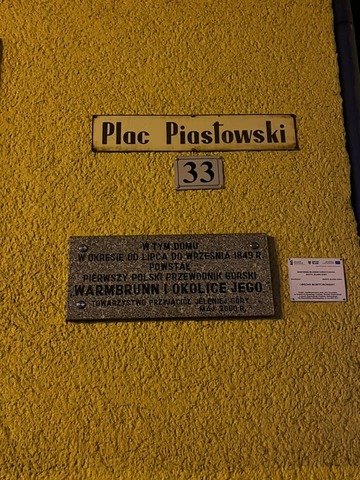 Plac Piastowski
33
W TYM DOMU
W OKRESIE OD LIPCA DO WRZEŚNIA 1849 R.
POWSTAŁ
PIERWSZY POLSKI PRZEWODNIK GÓRSKI
"WARMBRUNN I OKOLICE JEGO"
TOWARZYSTWO PRZYJACIÓŁ JELENIEJ GÓRY
MAJ 2000 R.